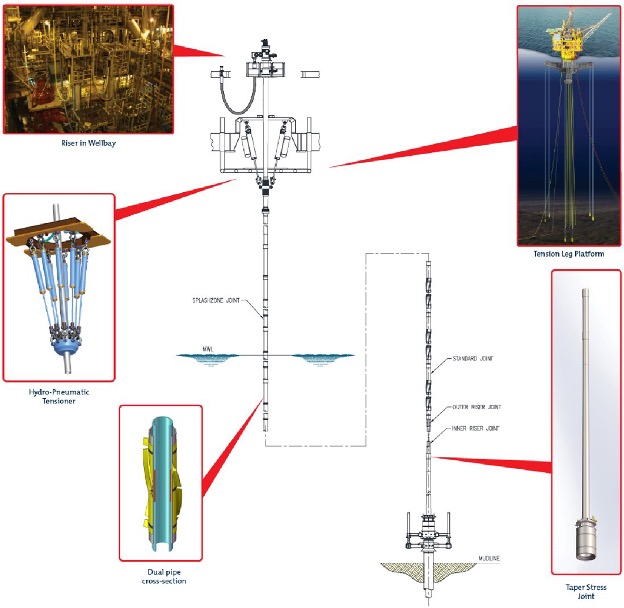 Riser in Wellbay
Tension Leg Platform
SPLASHZONE JOINT
MWL
STANDARD JOINT
Hydro-Pneumatic
Tensioner
OUTER RISER JOINT
INNER RISER JOINT
MUDLINE
Dual pipe
cross-section
Taper Stress
Joint